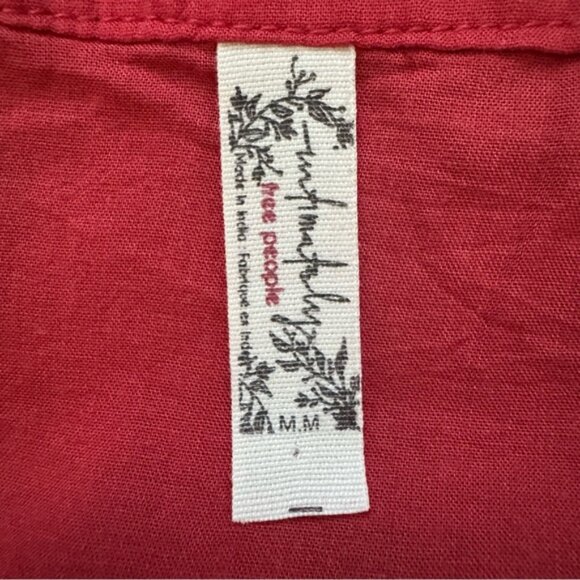 intimately
free people
Made in India · Fabriqué en Inde
M.M